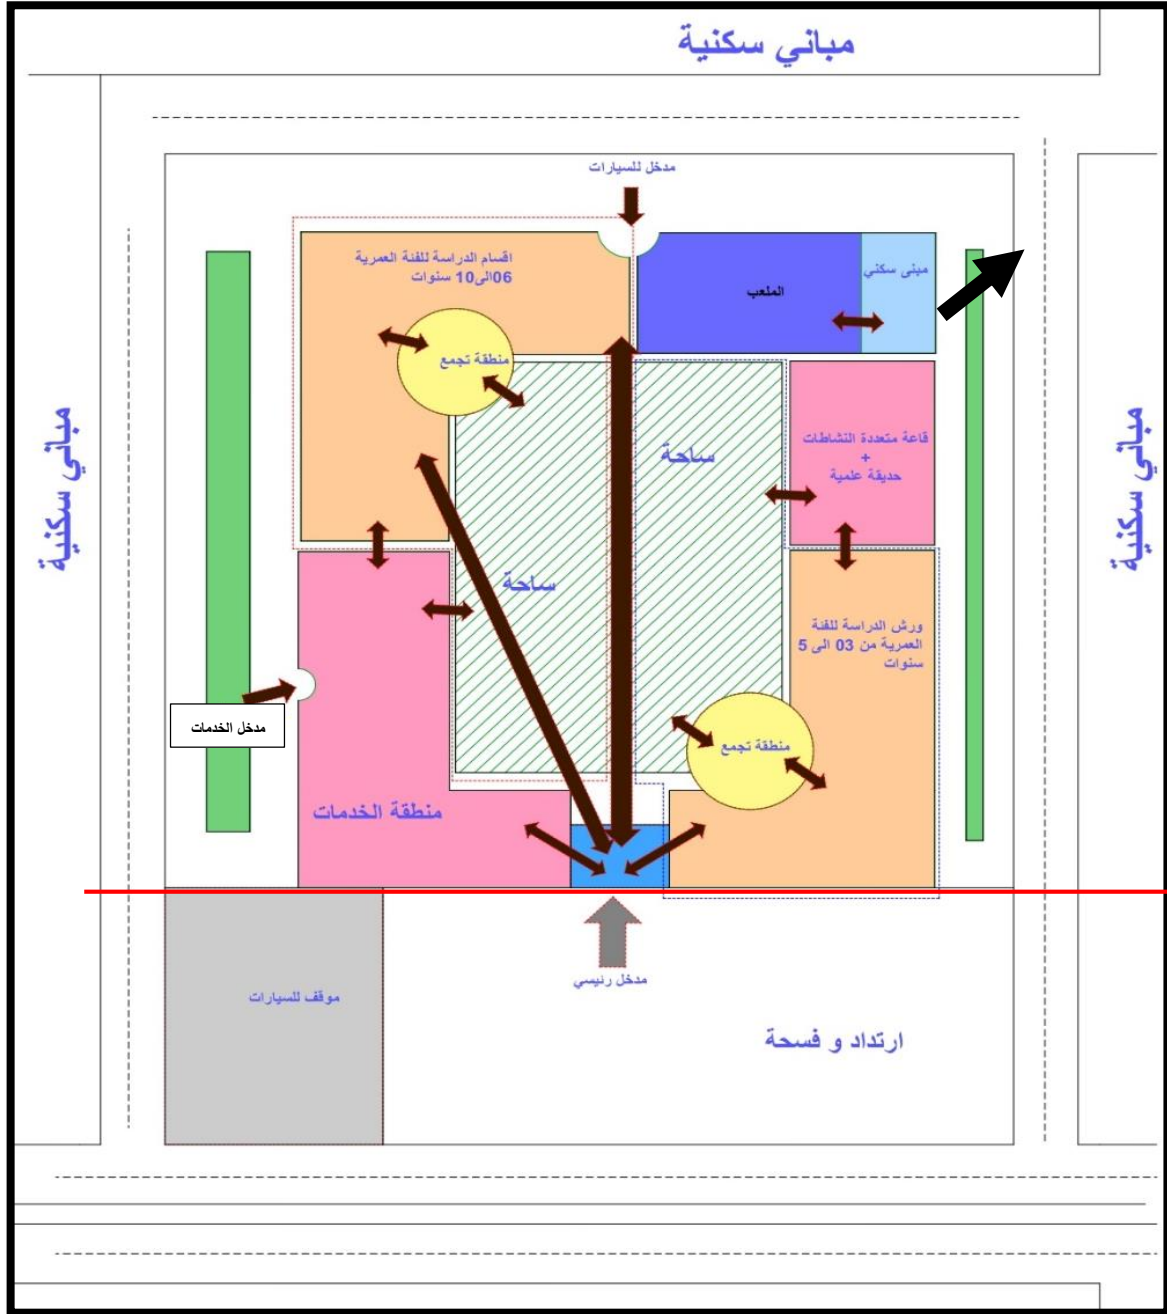 مباني سكنية
مدخل للسيارات
اقسام الدراسة للفئة العمرية
06الى10 سنوات
الملعب
مبنى سكني
منطقة تجمع
ساحة
قاعة متعددة النشاطات
+
حديقة علمية
مباني سكنية
مباني سكنية
ساحة
ورش الدراسة للفئة
العمرية من 03 الى 5
سنوات
مدخل الخدمات
منطقة تجمع
منطقة الخدمات
مدخل رئيسي
موقف للسيارات
ارتداد و فسحة